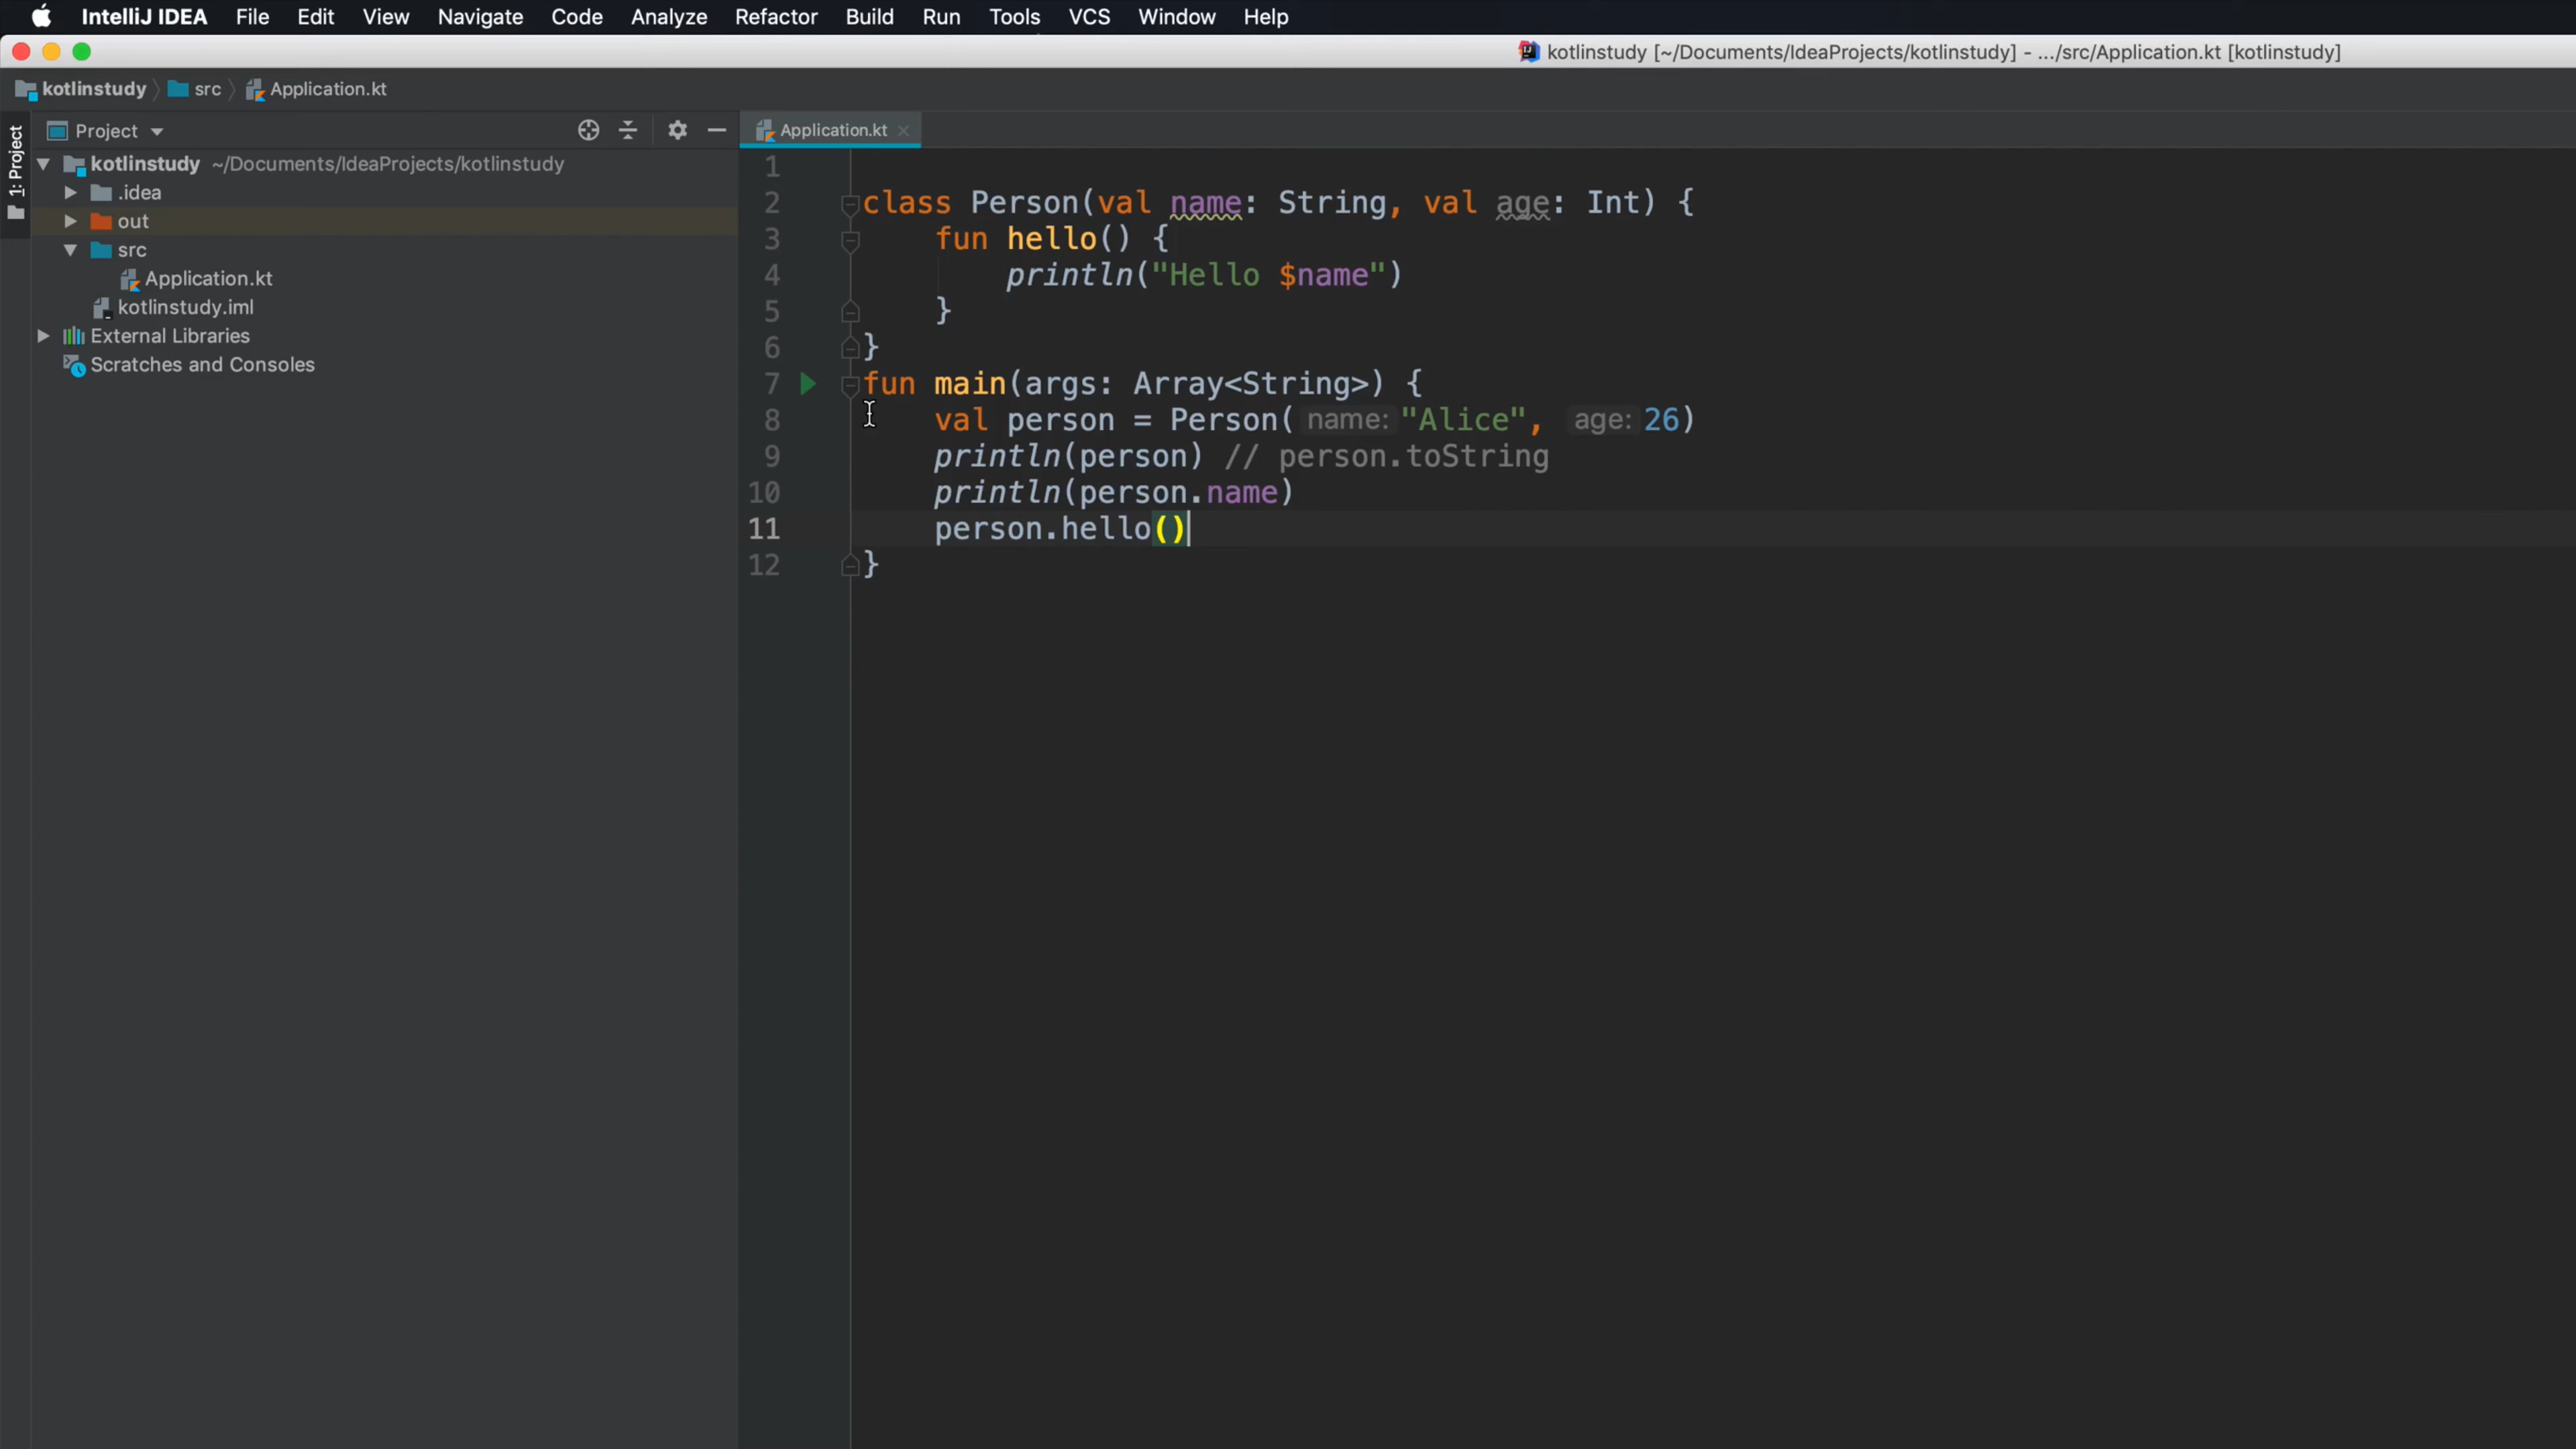 IntelliJ IDEA File Edit View Navigate Code Analyze Refactor Build Run Tools VCS Window Help
kotlinstudy [~/Documents/IdeaProjects/kotlinstudy] - .../src/Application.kt [kotlinstudy]
kotlinstudy src Application.kt
1: Project
Project
kotlinstudy ~/Documents/IdeaProjects/kotlinstudy
.idea
out
src
Application.kt
kotlinstudy.iml
External Libraries
Scratches and Consoles
Application.kt
1
2 class Person(val name: String, val age: Int) {
3 fun hello() {
4 println("Hello $name")
5 }
6 }
7 fun main(args: Array<String>) {
8 val person = Person( name: "Alice", age: 26)
9 println(person) // person.toString
10 println(person.name)
11 person.hello()
12 }